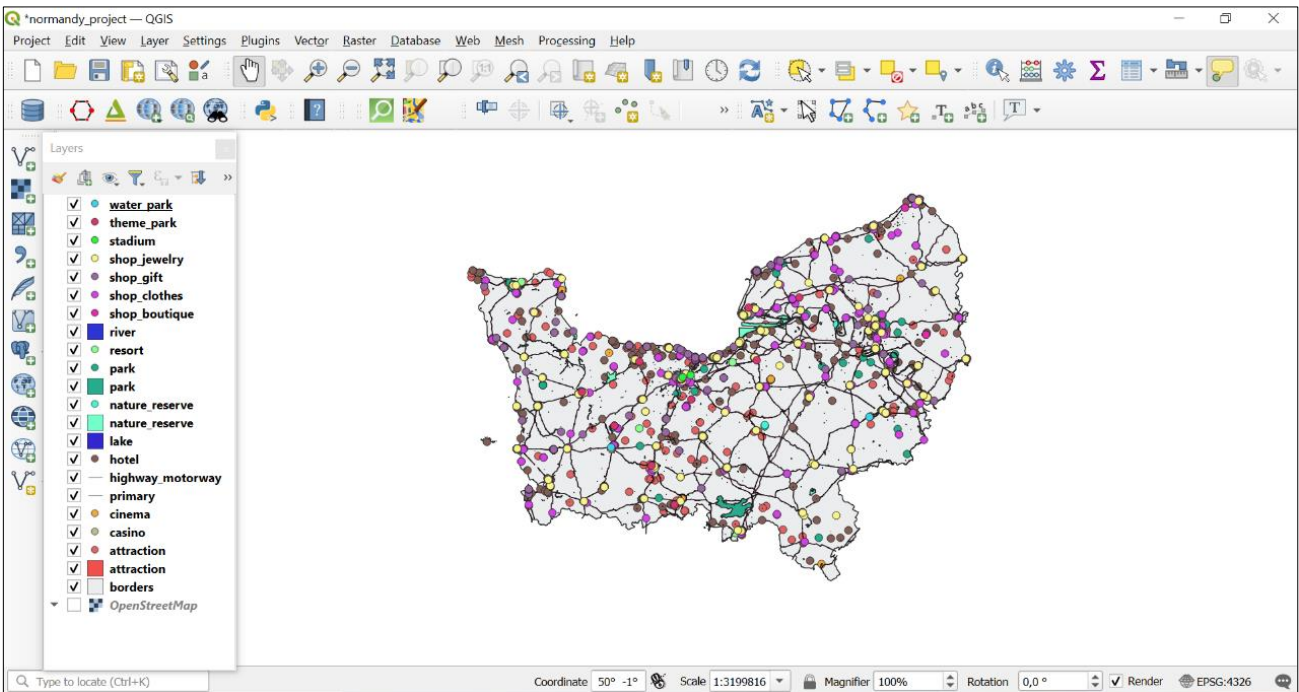 *normandy_project — QGIS
Project Edit View Layer Settings Plugins Vector Raster Database Web Mesh Processing Help
Layers
water_park
theme_park
stadium
shop_jewelry
shop_gift
shop_clothes
shop_boutique
river
resort
park
park
nature_reserve
nature_reserve
lake
hotel
highway_motorway
primary
cinema
casino
attraction
attraction
borders
OpenStreetMap
Type to locate (Ctrl+K) Coordinate 50° -1° Scale 1:3199816 Magnifier 100% Rotation 0,0 ° Render EPSG:4326